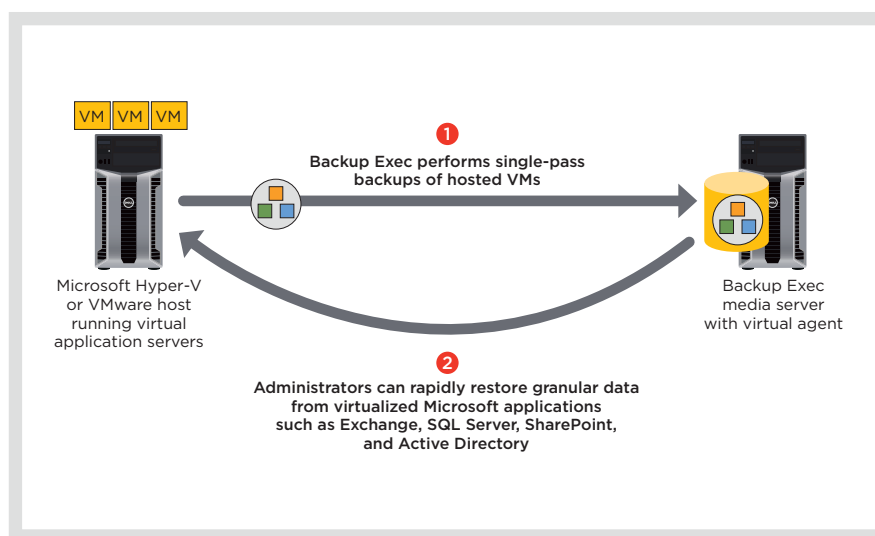 VM VM VM
1
Backup Exec performs single-pass
backups of hosted VMs
Microsoft Hyper-V
or VMware host
running virtual
application servers
Backup Exec
media server
with virtual agent
2
Administrators can rapidly restore granular data
from virtualized Microsoft applications
such as Exchange, SQL Server, SharePoint,
and Active Directory